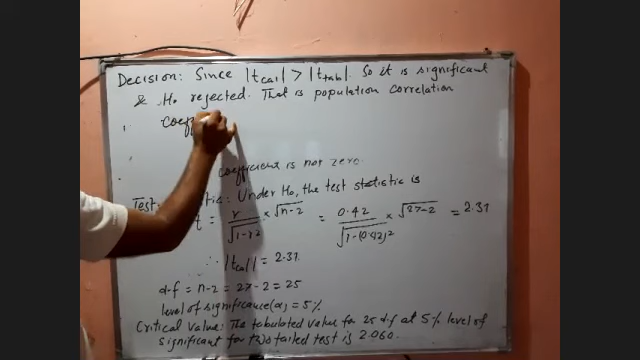 Decision: Since |tcal| > |ttab|. So it is significant
& Ho rejected. That is population correlation
coeff
coefficient is not zero.
Test Under Ho, the test statistic is
t = r/√1-r2 × √n-2 = 0.42/√1-(0.42)2 × √27-2 = 2.31
∴ |tcal| = 2.31
d.f = n-2 = 27-2 = 25
level of significance(α) = 5%
Critical Value: The tabulated value for 25 d.f at 5% level of
significant for two tailed test is 2.060.